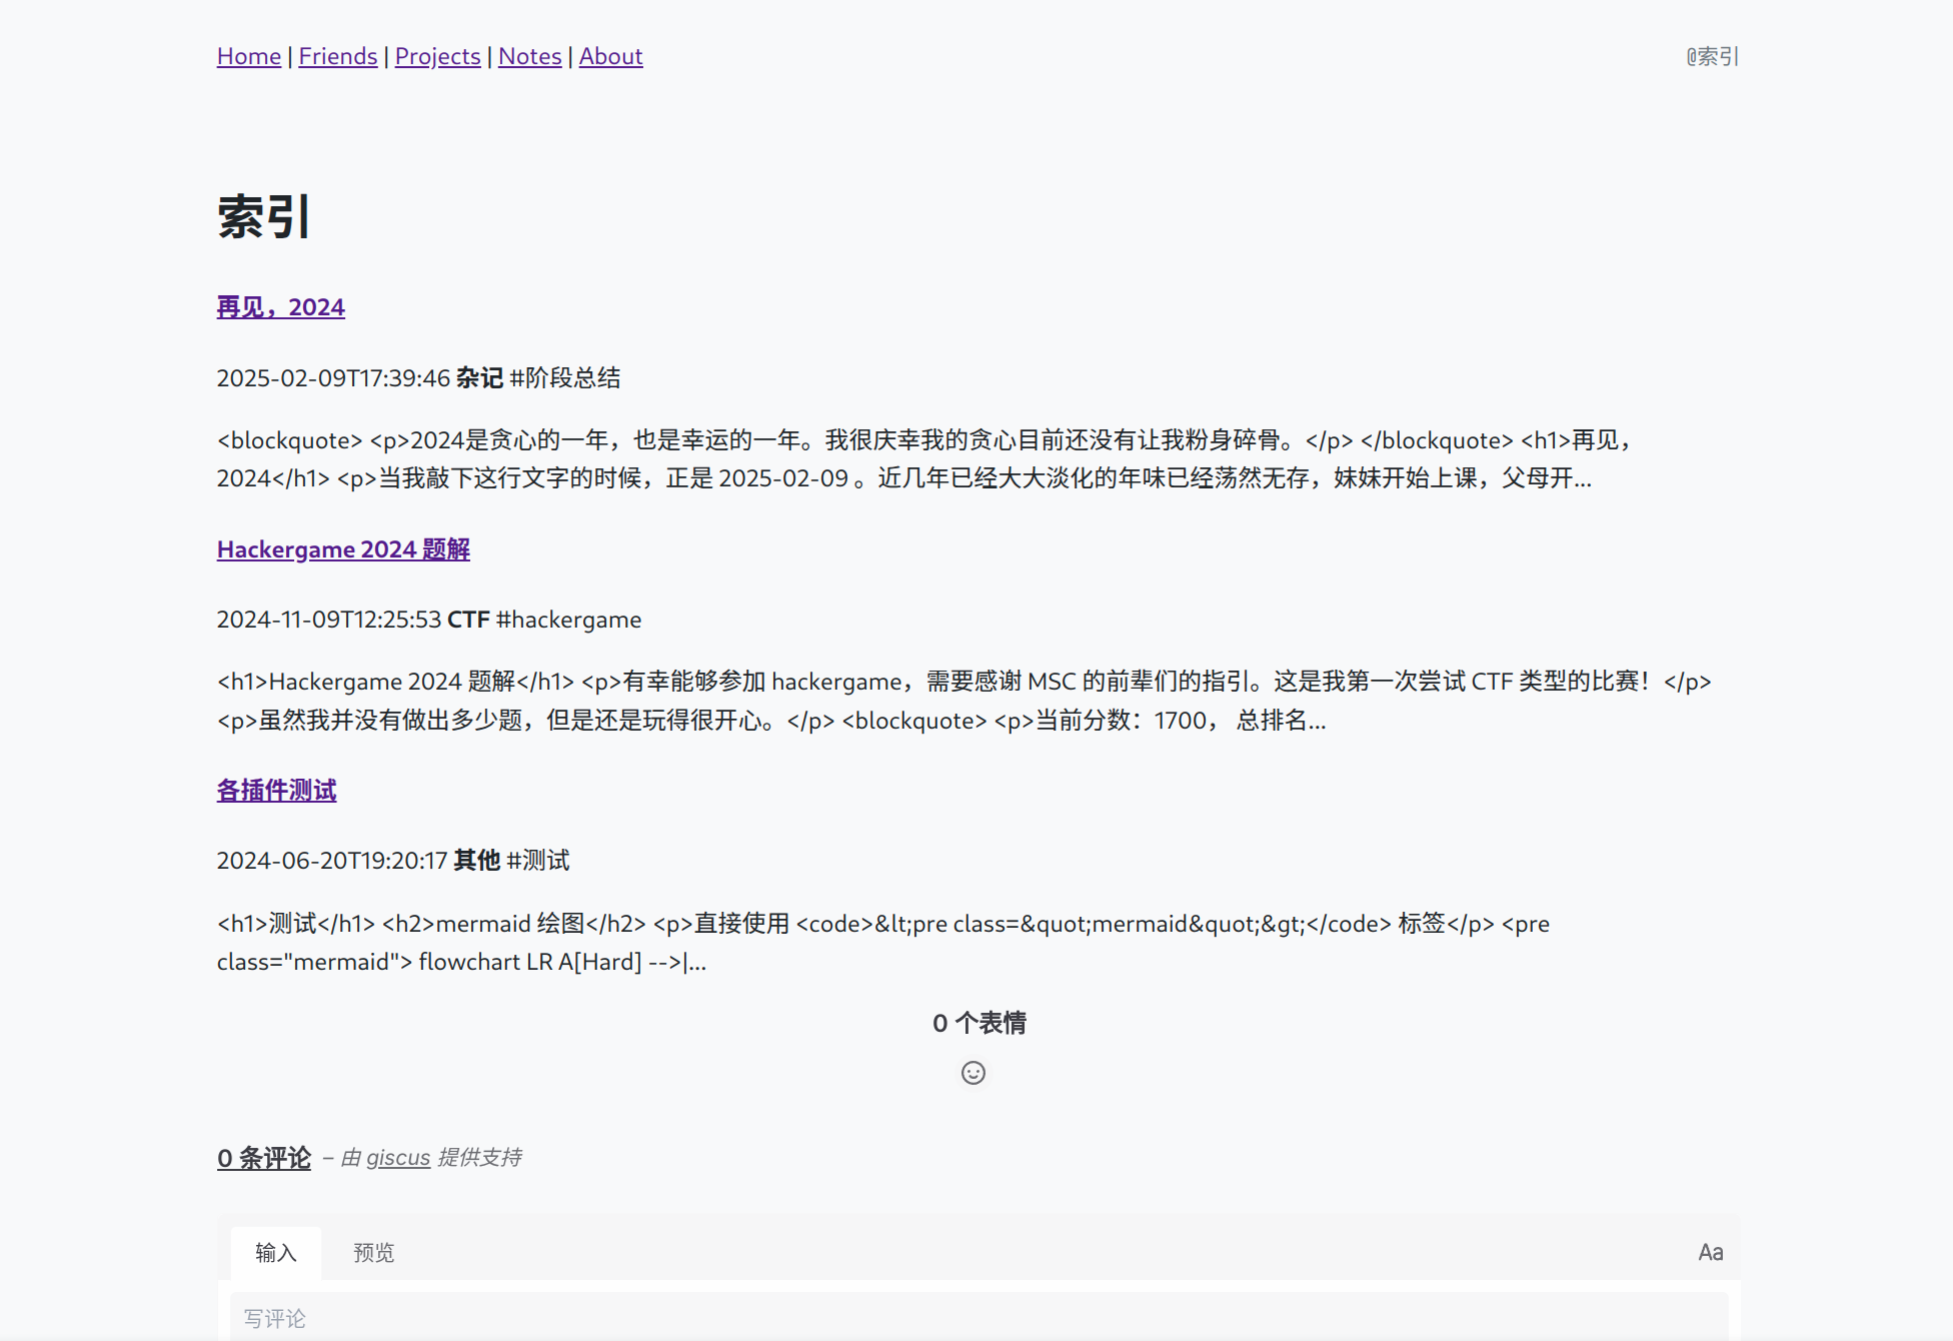 Home | Friends | Projects | Notes | About
@索引
索引
再见，2024
2025-02-09T17:39:46 杂记 #阶段总结
<blockquote> <p>2024是贪心的一年，也是幸运的一年。我很庆幸我的贪心目前还没有让我粉身碎骨。</p> </blockquote> <h1>再见，
2024</h1> <p>当我敲下这行文字的时候，正是 2025-02-09 。近几年已经大大淡化的年味已经荡然无存，妹妹开始上课，父母开...
Hackergame 2024 题解
2024-11-09T12:25:53 CTF #hackergame
<h1>Hackergame 2024 题解</h1> <p>有幸能够参加 hackergame，需要感谢 MSC 的前辈们的指引。这是我第一次尝试 CTF 类型的比赛！</p>
<p>虽然我并没有做出多少题，但是还是玩得很开心。</p> <blockquote> <p>当前分数：1700， 总排名...
各插件测试
2024-06-20T19:20:17 其他 #测试
<h1>测试</h1> <h2>mermaid 绘图</h2> <p>直接使用 <code>&lt;pre class=&quot;mermaid&quot;&gt;</code> 标签</p> <pre
class="mermaid"> flowchart LR A[Hard] -->|...
0 个表情
0 条评论 – 由 giscus 提供支持
输入 预览 Aa
写评论